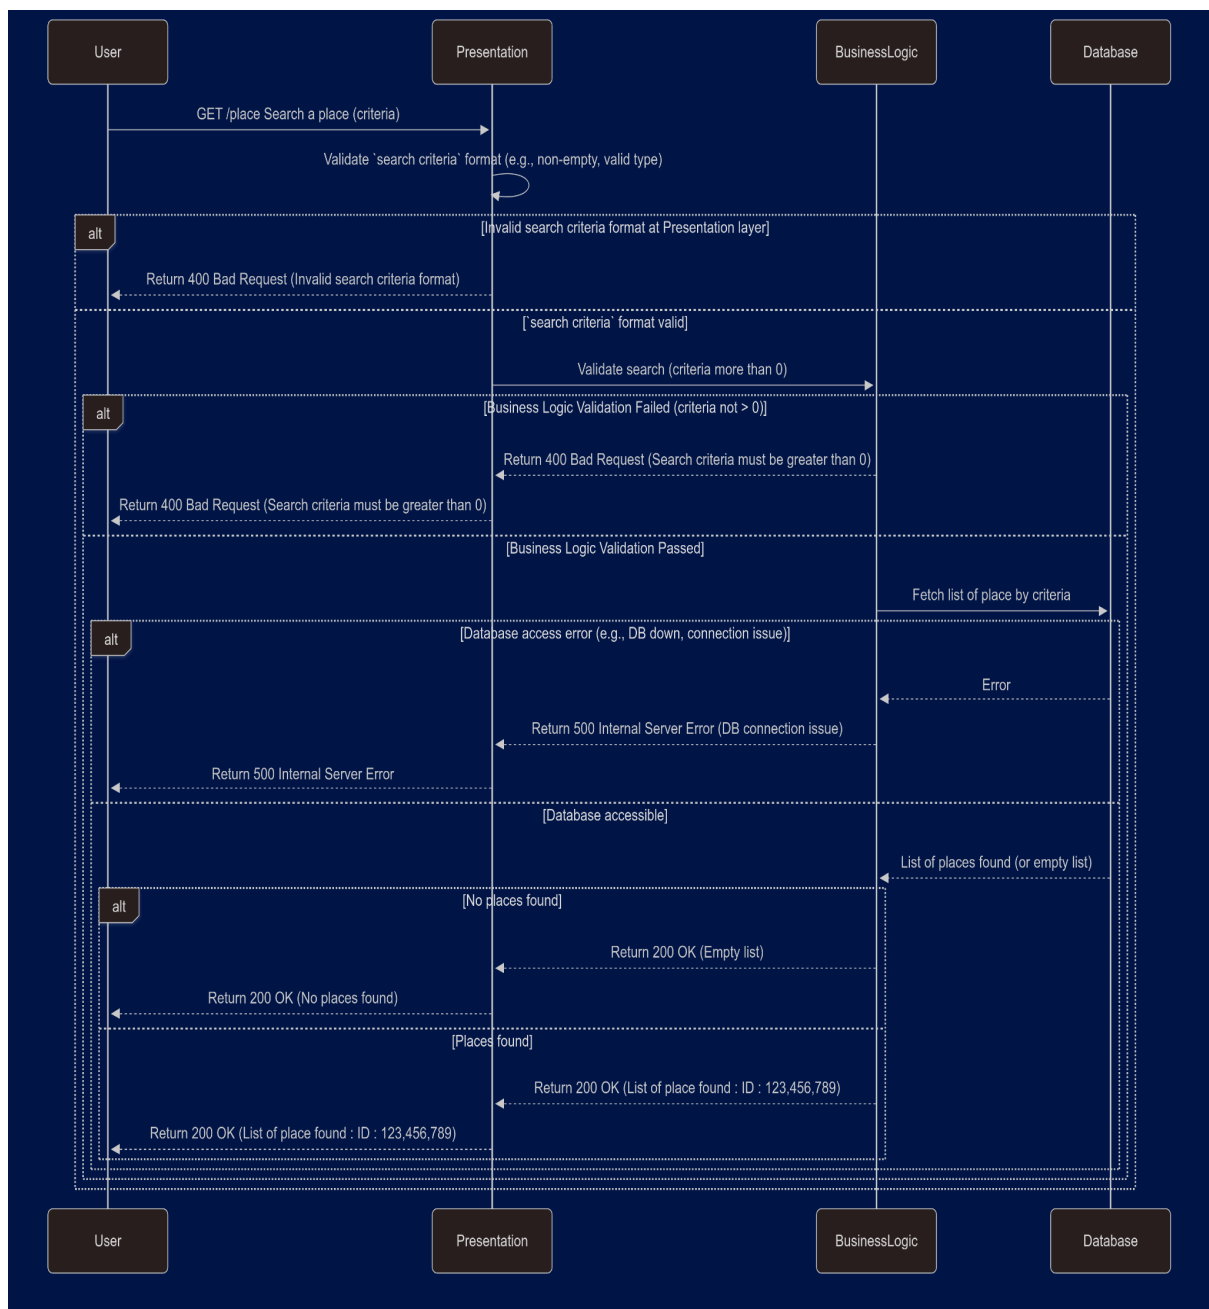 User
Presentation
BusinessLogic
Database
GET /place Search a place (criteria)
Validate `search criteria` format (e.g., non-empty, valid type)
alt
[Invalid search criteria format at Presentation layer]
Return 400 Bad Request (Invalid search criteria format)
[`search criteria` format valid]
Validate search (criteria more than 0)
alt
[Business Logic Validation Failed (criteria not > 0)]
Return 400 Bad Request (Search criteria must be greater than 0)
Return 400 Bad Request (Search criteria must be greater than 0)
[Business Logic Validation Passed]
Fetch list of place by criteria
alt
[Database access error (e.g., DB down, connection issue)]
Error
Return 500 Internal Server Error (DB connection issue)
Return 500 Internal Server Error
[Database accessible]
List of places found (or empty list)
alt
[No places found]
Return 200 OK (Empty list)
Return 200 OK (No places found)
[Places found]
Return 200 OK (List of place found : ID : 123,456,789)
Return 200 OK (List of place found : ID : 123,456,789)
User
Presentation
BusinessLogic
Database